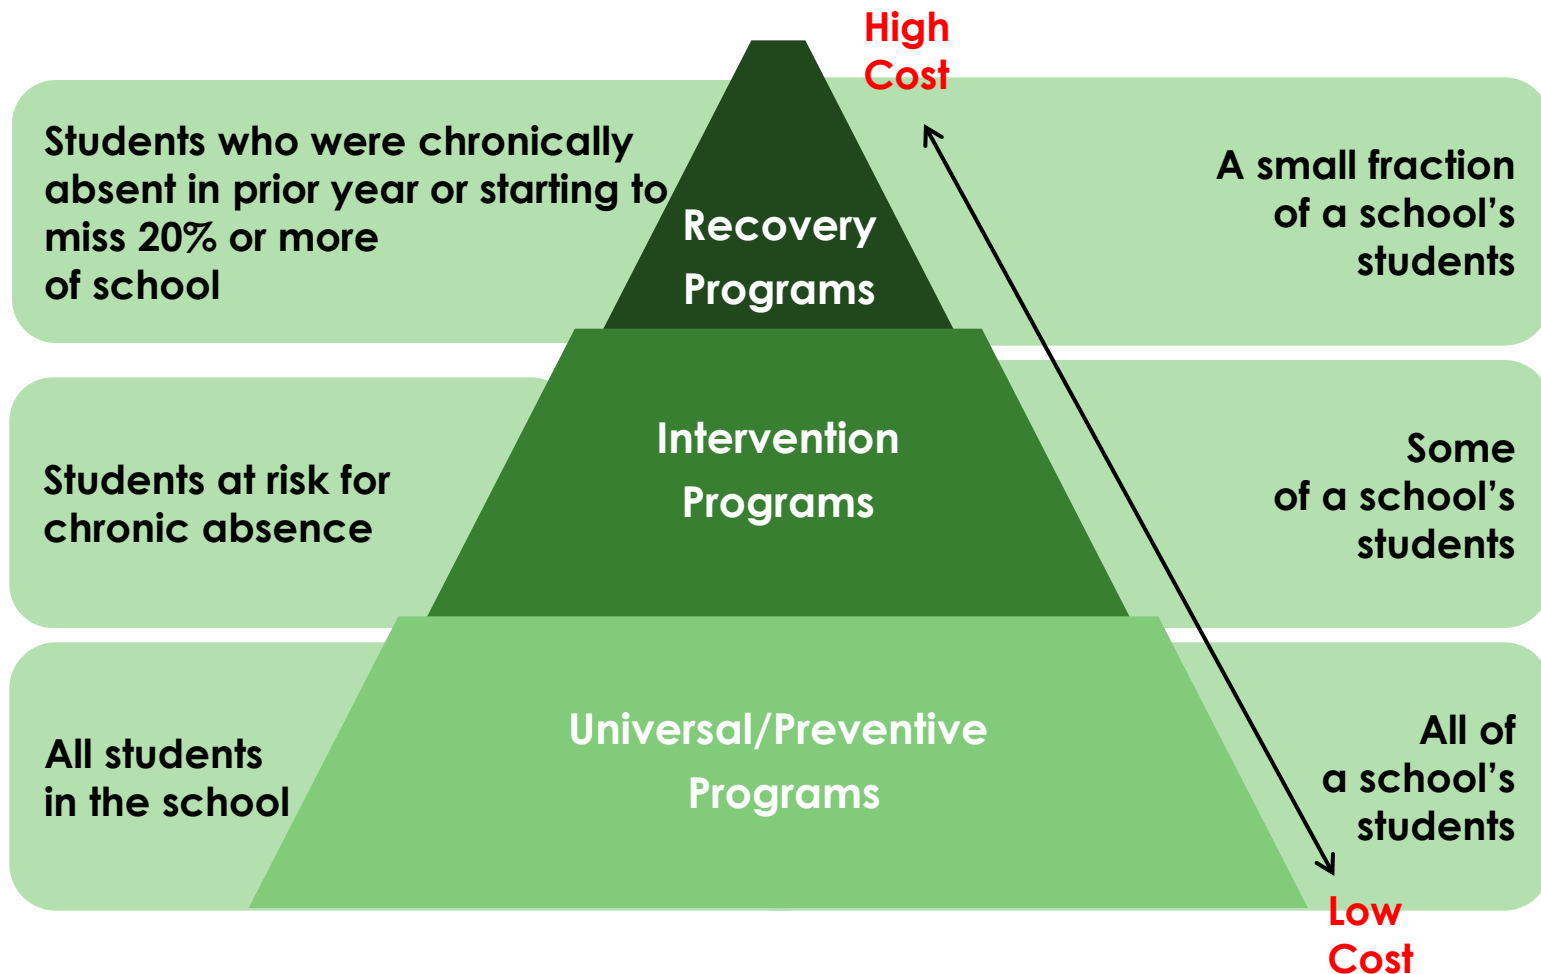 High
Cost
Students who were chronically
absent in prior year or starting to
miss 20% or more
of school
Recovery
Programs
A small fraction
of a school's
students
Students at risk for
chronic absence
Intervention
Programs
Some
of a school's
students
All students
in the school
Universal/Preventive
Programs
All of
a school's
students
Low
Cost